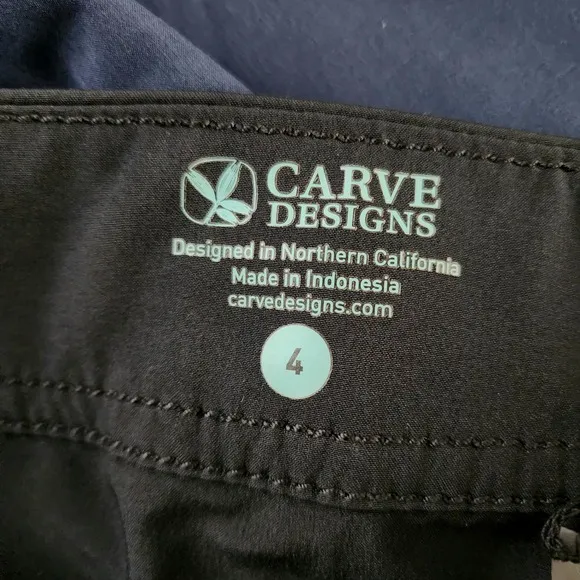 CARVE
DESIGNS
Designed in Northern California
Made in Indonesia
carvedesigns.com
4